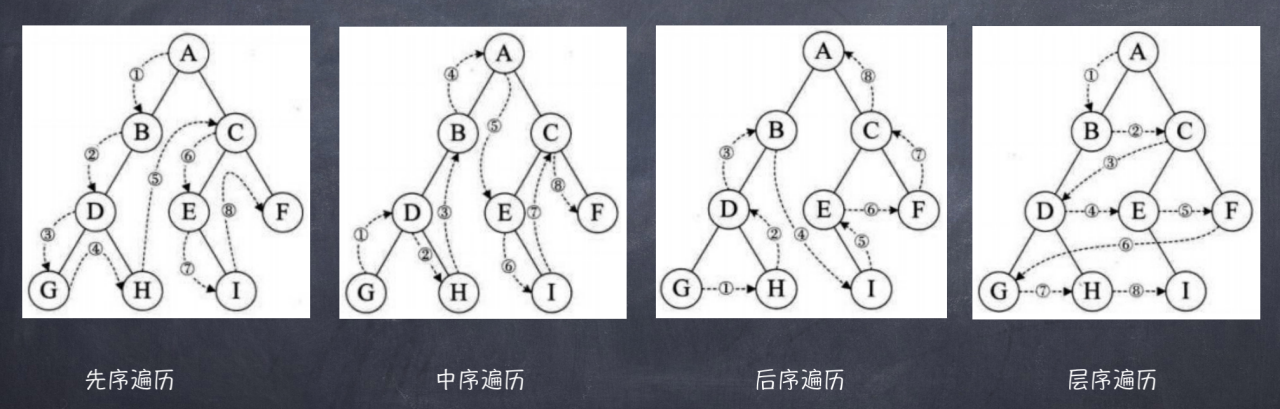 A
①
B
C
②
⑤
⑥
D
E
F
③
④
⑧
⑦
G
H
I
先序遍历
A
④
⑤
B
C
⑧
D
E
F
①
③
⑦
②
⑥
G
H
I
中序遍历
A
⑧
B
C
③
⑦
D
E
⑥
F
②
④
⑤
G
①
H
I
后序遍历
A
①
B
②
C
③
D
④
E
⑤
F
⑥
G
⑦
H
⑧
I
层序遍历